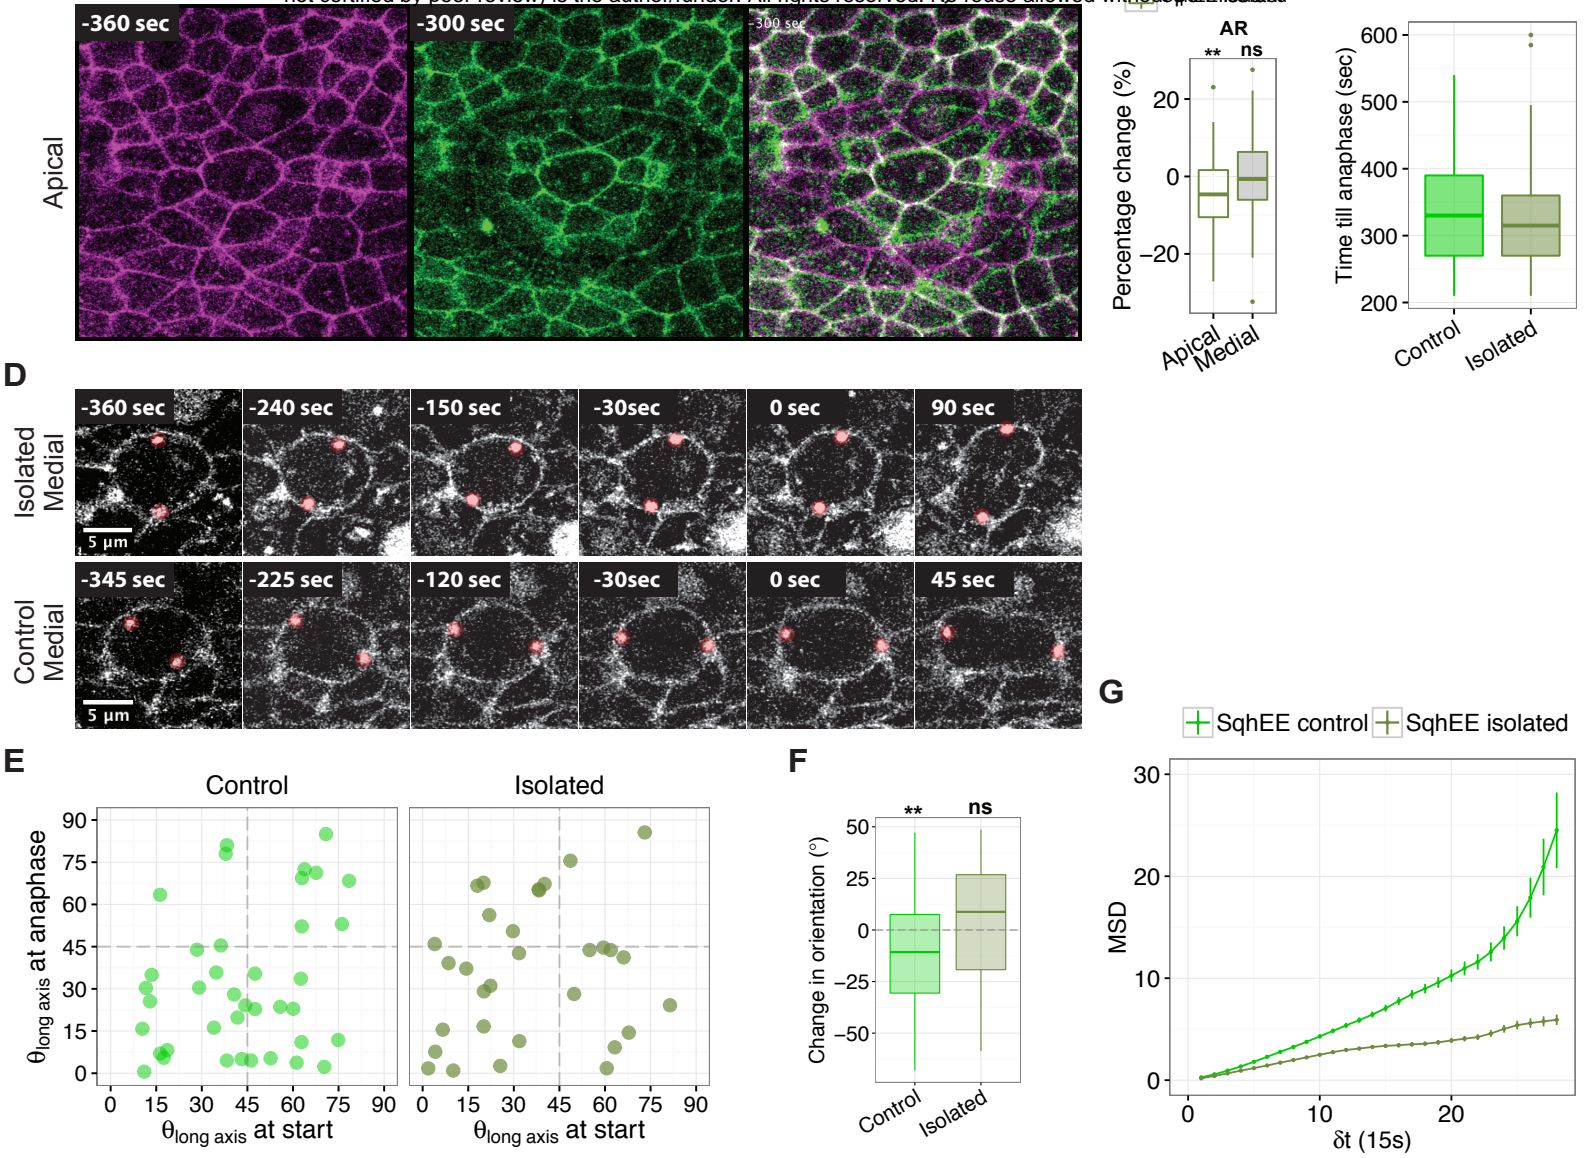 -360 sec
-300 sec
-300 sec
Apical
AR
** ns
Percentage change (%)
20
0
−20
Apical
Medial
Time till anaphase (sec)
600
500
400
300
200
Control
Isolated
D
Isolated
Medial
-360 sec
-240 sec
-150 sec
-30sec
0 sec
90 sec
5 µm
Control
Medial
-345 sec
-225 sec
-120 sec
-30sec
0 sec
45 sec
5 µm
E
Control
Isolated
θlong axis at anaphase
90
75
60
45
30
15
0
0 15 30 45 60 75 90
0 15 30 45 60 75 90
θlong axis at start
θlong axis at start
F
** ns
Change in orientation (°)
50
25
0
−25
−50
Control
Isolated
G
SqhEE control SqhEE isolated
MSD
30
20
10
0
0 10 20
δt (15s)